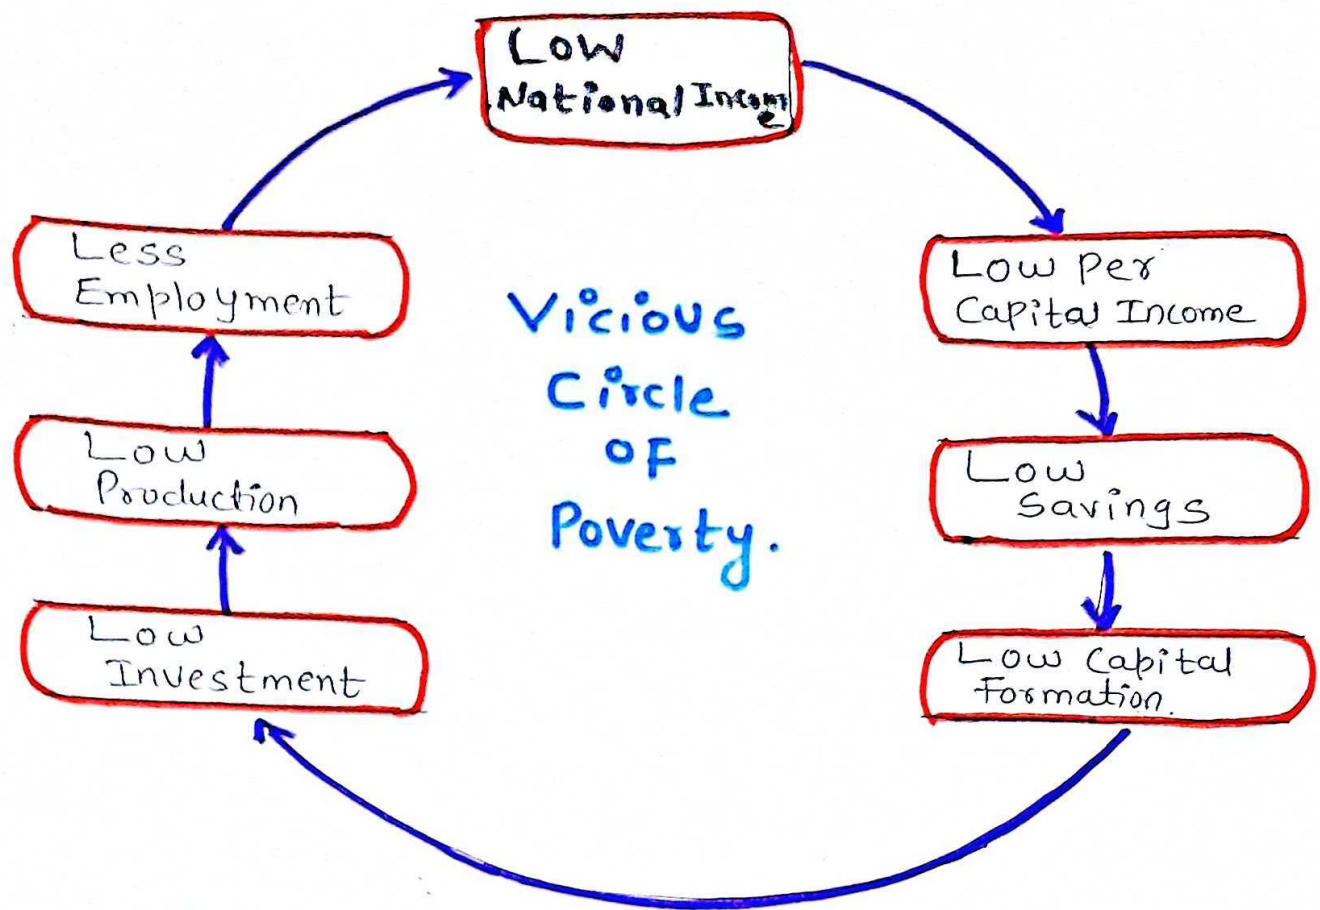 Low
National Income
Low Per
Capital Income
Low
Savings
Low Capital
Formation.
Low
Investment
Low
Production
Less
Employment
Vicious
Circle
of
Poverty.